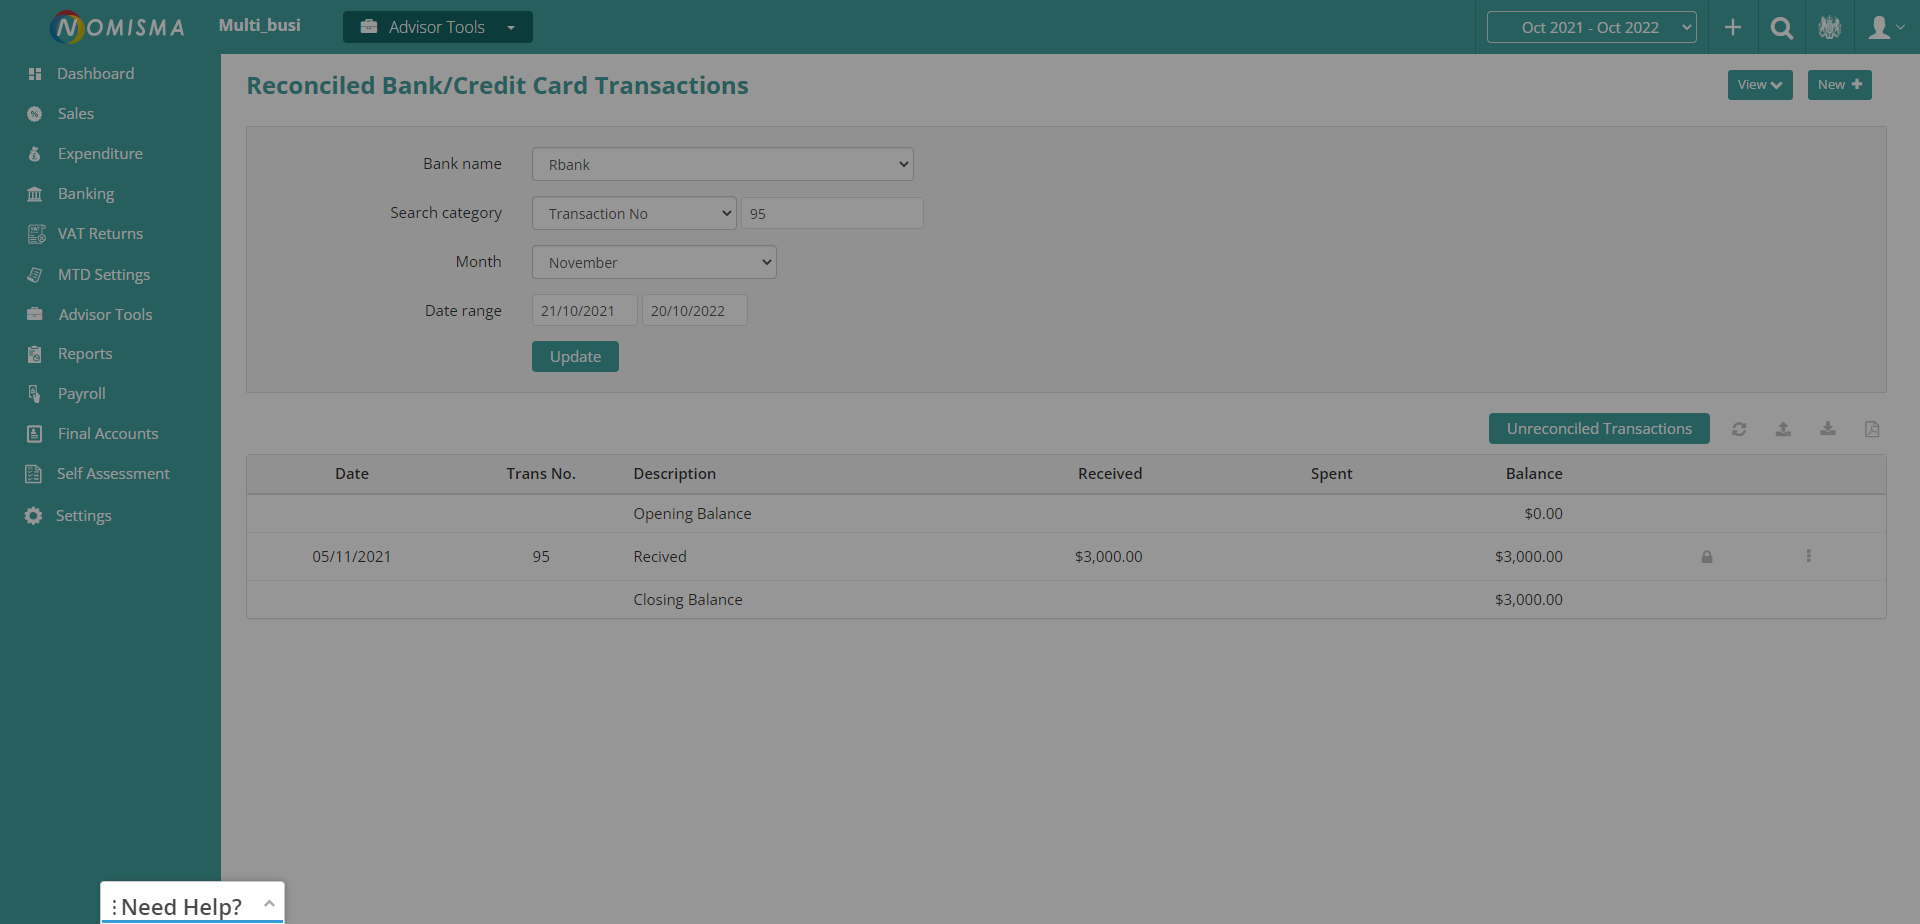 NOMISMA Multi_busi Advisor Tools Oct 2021 - Oct 2022
Dashboard
Sales
Expenditure
Banking
VAT Returns
MTD Settings
Advisor Tools
Reports
Payroll
Final Accounts
Self Assessment
Settings
Reconciled Bank/Credit Card Transactions View New
Bank name Rbank
Search category Transaction No 95
Month November
Date range 21/10/2021 20/10/2022
Update
Unreconciled Transactions
Date Trans No. Description Received Spent Balance
Opening Balance $0.00
05/11/2021 95 Recived $3,000.00 $3,000.00
Closing Balance $3,000.00
Need Help?